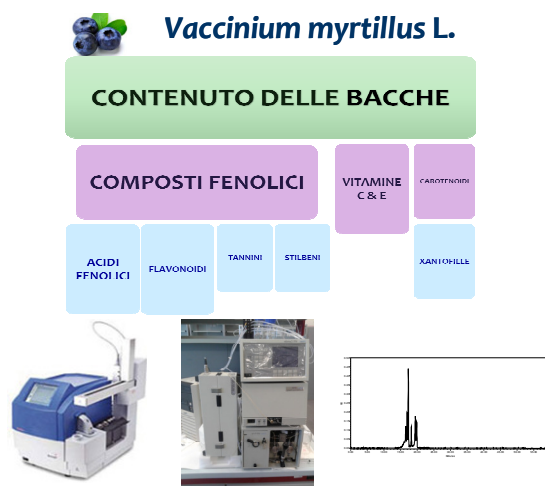 Vaccinium myrtillus L.
CONTENUTO DELLE BACCHE
COMPOSTI FENOLICI
VITAMINE
C & E
CAROTENOIDI
ACIDI
FENOLICI
FLAVONOIDI
TANNINI
STILBENI
XANTOFILLE